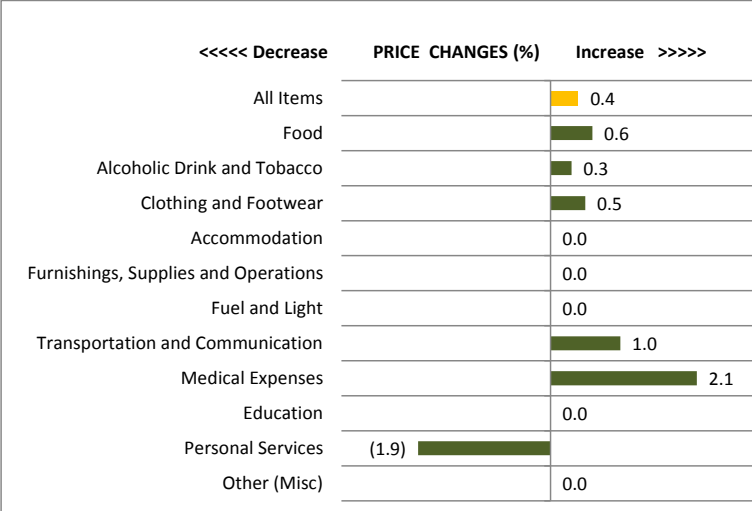 <<<<< Decrease PRICE CHANGES (%) Increase >>>>>
All Items 0.4
Food 0.6
Alcoholic Drink and Tobacco 0.3
Clothing and Footwear 0.5
Accommodation 0.0
Furnishings, Supplies and Operations 0.0
Fuel and Light 0.0
Transportation and Communication 1.0
Medical Expenses 2.1
Education 0.0
Personal Services (1.9)
Other (Misc) 0.0